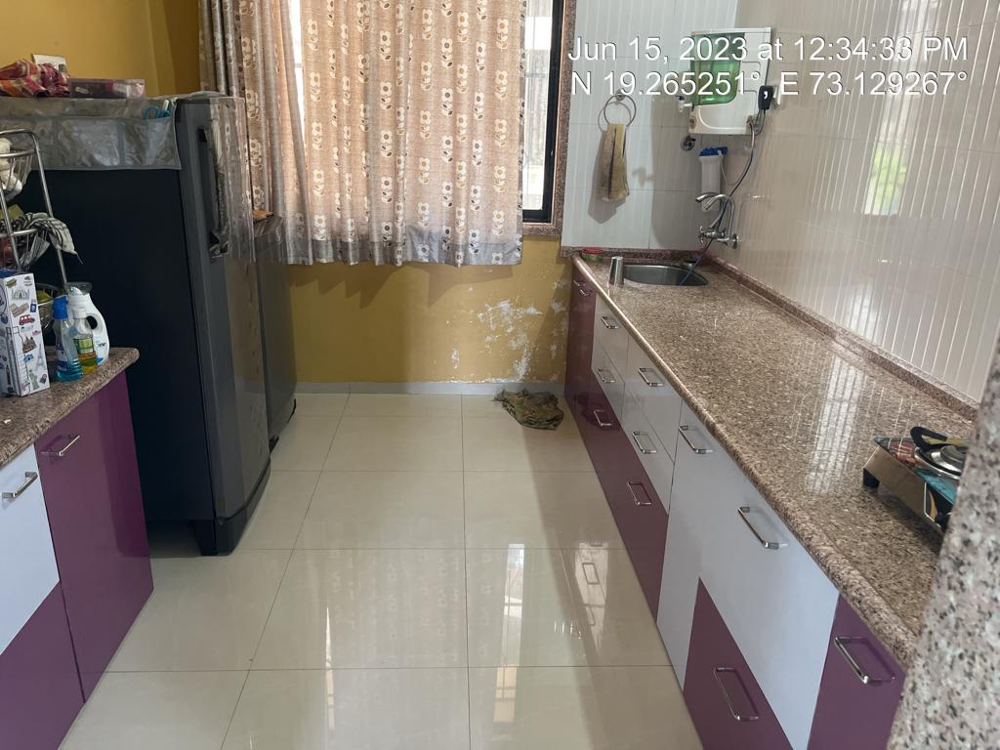 Jun 15, 2023 at 12:34:33 PM
N 19.265251°, E 73.129267°